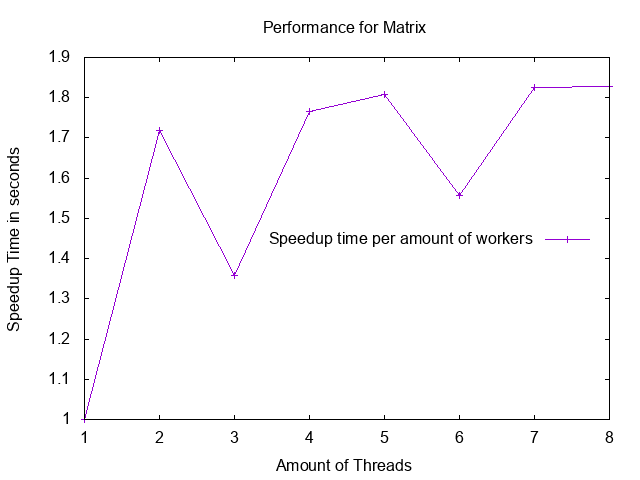 Performance for Matrix
1.9
1.8
1.7
1.6
1.5
1.4
1.3
1.2
1.1
1
Speedup Time in seconds
Speedup time per amount of workers
1 2 3 4 5 6 7 8
Amount of Threads